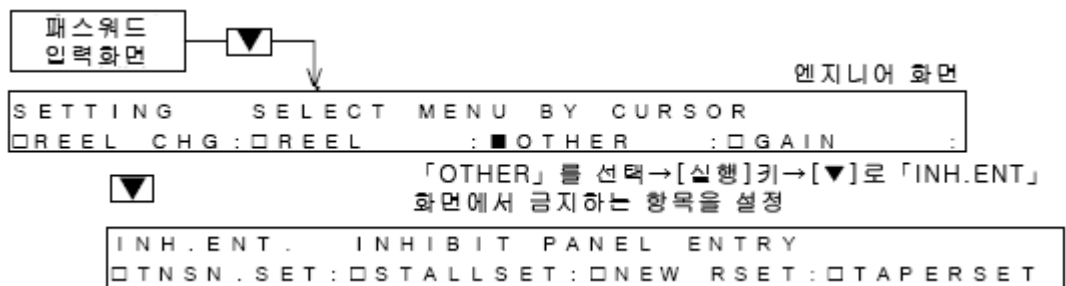 패스워드
입력화면
▼
엔지니어 화면
SETTING SELECT MENU BY CURSOR
□REEL CHG:□REEL :■OTHER :□GAIN :
▼
「OTHER」를 선택→[실행]키→[▼]로「INH.ENT」
화면에서 금지하는 항목을 설정
INH.ENT. INHIBIT PANEL ENTRY
□TNSN.SET:□STALLSET:□NEW RSET:□TAPERSET